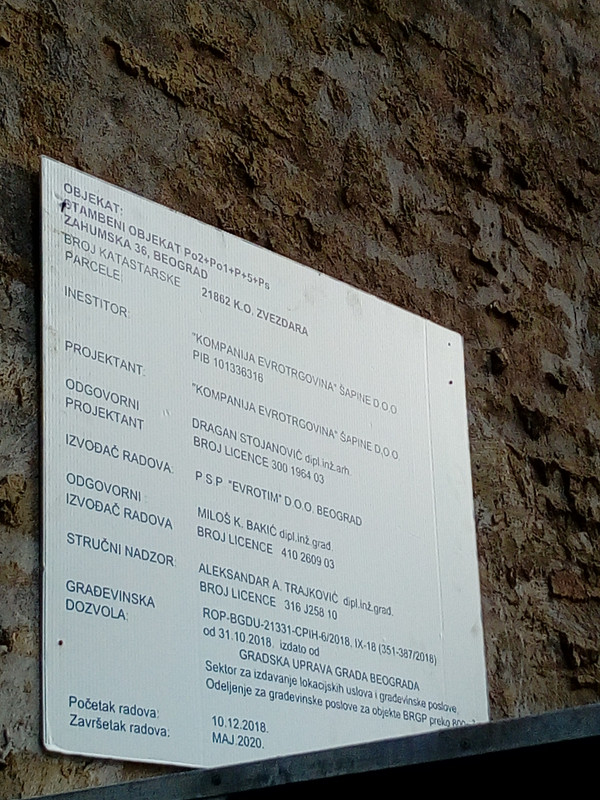 OBJEKAT:
STAMBENI OBJEKAT Po2+Po1+P+5+Ps
ZAHUMSKA 36, BEOGRAD
BROJ KATASTARSKE
PARCELE: 21862 K.O. ZVEZDARA
INESTITOR: "KOMPANIJA EVROTRGOVINA" ŠAPINE D.O.O
PIB 101336316
PROJEKTANT: "KOMPANIJA EVROTRGOVINA" ŠAPINE D.O.O
ODGOVORNI DRAGAN STOJANOVIĆ dipl.inž.arh.
PROJEKTANT BROJ LICENCE 300 1964 03
IZVOĐAČ RADOVA: P.S.P. "EVROTIM" D.O.O. BEOGRAD
ODGOVORNI MILOŠ K. BAKIĆ dipl.inž.grad.
IZVOĐAČ RADOVA BROJ LICENCE 410 2609 03
STRUČNI NADZOR: ALEKSANDAR A. TRAJKOVIĆ dipl.inž.grad.
BROJ LICENCE 316 J258 10
GRAĐEVINSKA ROP-BGDU-21331-CPIH-6/2018, IX-18 (351-387/2018)
DOZVOLA: od 31.10.2018. izdato od
GRADSKA UPRAVA GRADA BEOGRADA
Sektor za izdavanje lokacijskih uslova i građevinske poslove,
Odeljenje za građevinske poslove za objekte BRGP preko
Početak radova: 10.12.2018.
Završetak radova: MAJ 2020.